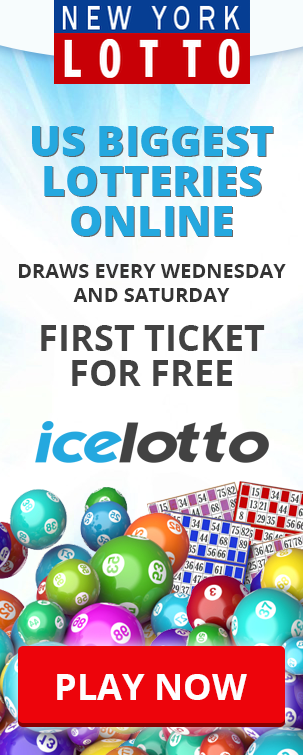 NEW YORK
LOTTO
US BIGGEST
LOTTERIES
ONLINE
DRAWS EVERY WEDNESDAY
AND SATURDAY
FIRST TICKET
FOR FREE
icelotto
PLAY NOW